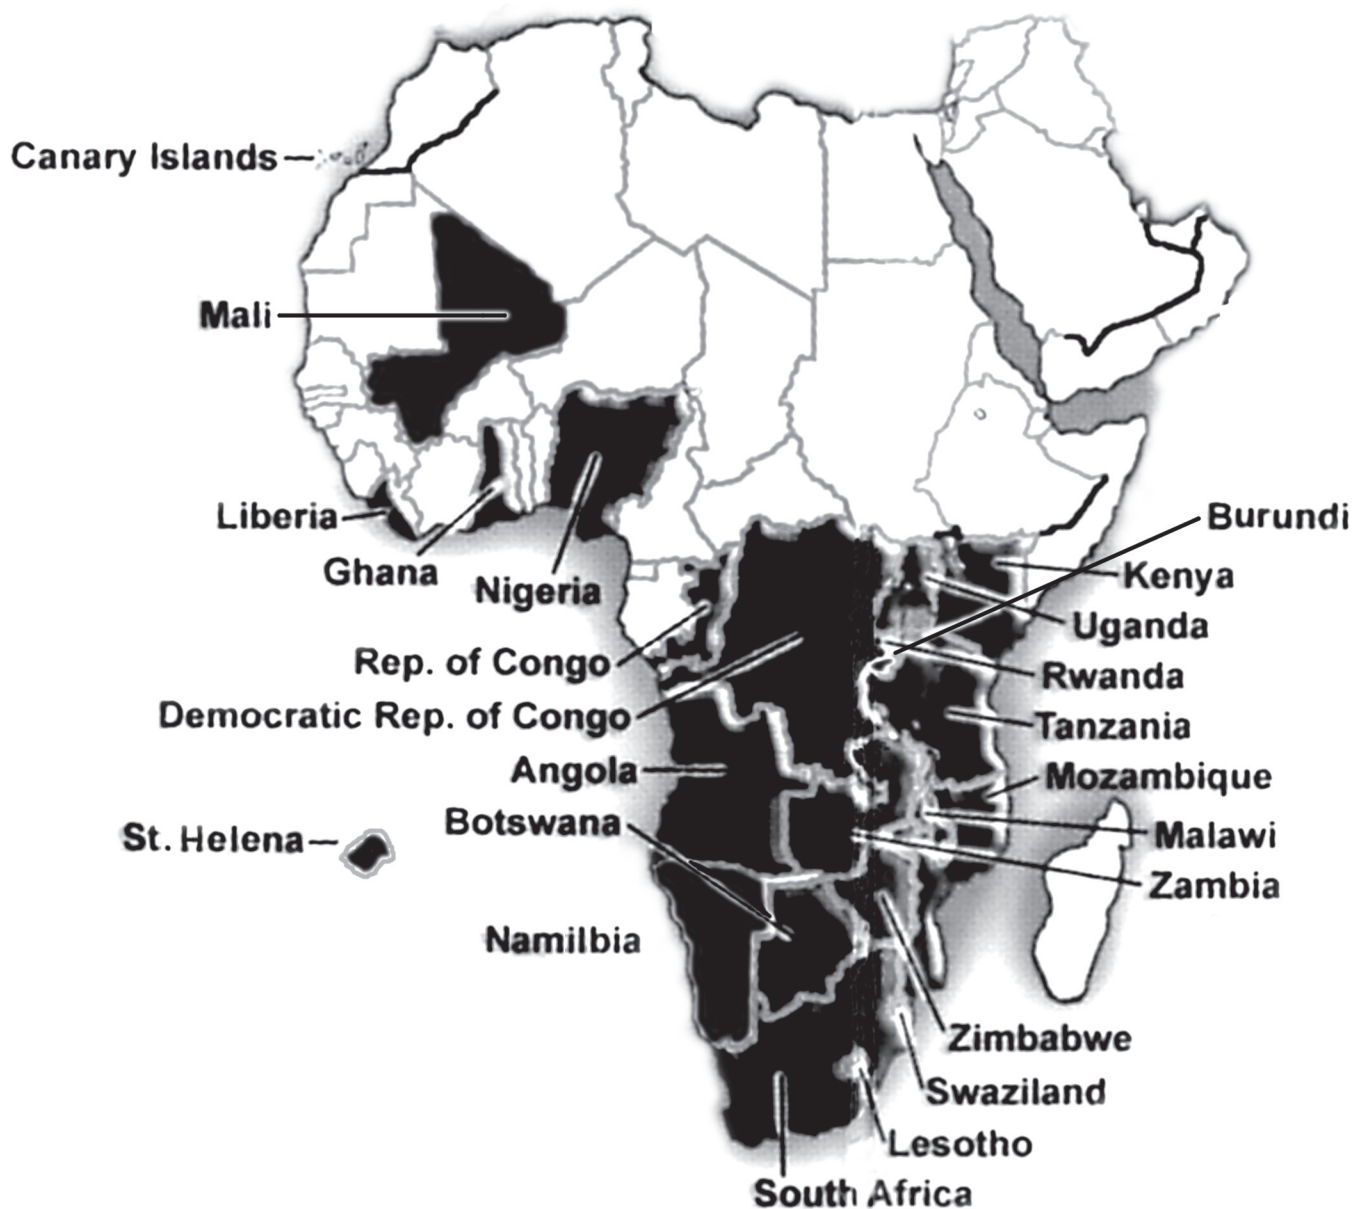 Canary Islands
Mali
Liberia
Ghana
Nigeria
Burundi
Kenya
Uganda
Rep. of Congo
Rwanda
Democratic Rep. of Congo
Tanzania
Angola
Mozambique
Botswana
St. Helena
Malawi
Zambia
Namilbia
Zimbabwe
Swaziland
Lesotho
South Africa